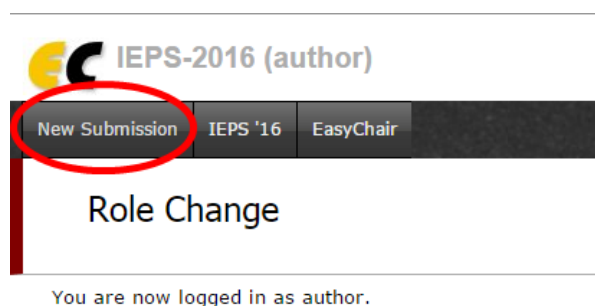 EC IEPS-2016 (author)
New Submission IEPS '16 EasyChair
Role Change
You are now logged in as author.